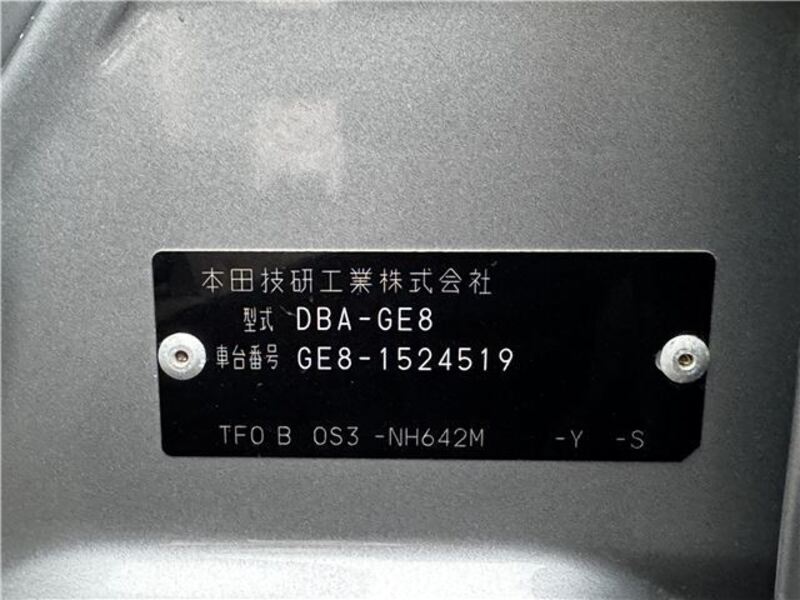 本田技研工業株式会社
型式 DBA-GE8
車台番号 GE8-1524519
TF0 B 0S3 -NH642M -Y -S